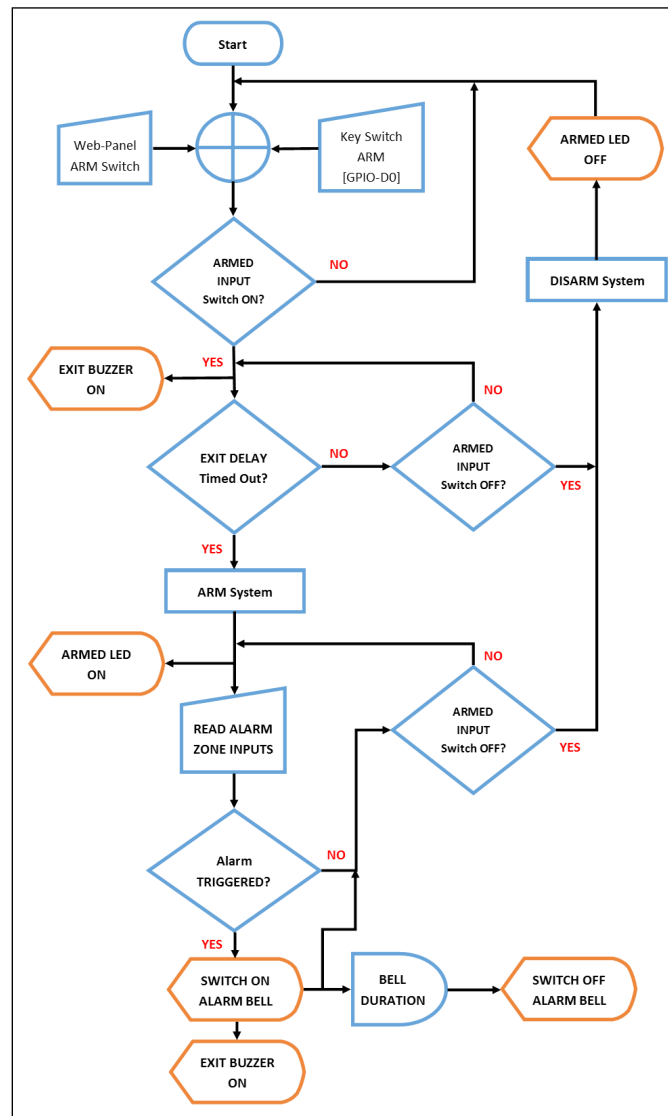 Start
Web-Panel
ARM Switch
Key Switch
ARM
[GPIO-D0]
ARMED LED
OFF
ARMED
INPUT
Switch ON?
NO
DISARM System
YES
EXIT BUZZER
ON
NO
EXIT DELAY
Timed Out?
NO
ARMED
INPUT
Switch OFF?
YES
YES
ARM System
ARMED LED
ON
NO
READ ALARM
ZONE INPUTS
ARMED
INPUT
Switch OFF?
YES
Alarm
TRIGGERED?
NO
YES
SWITCH ON
ALARM BELL
BELL
DURATION
SWITCH OFF
ALARM BELL
EXIT BUZZER
ON